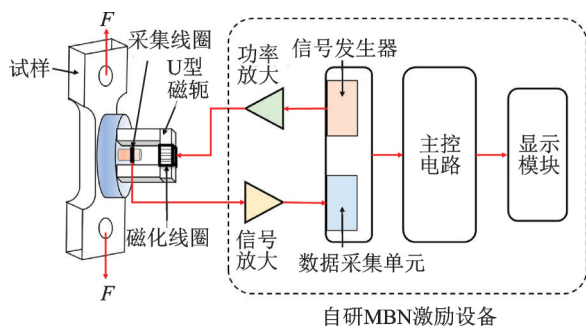 F
试样
采集线圈
U型
磁轭
功率
放大
信号发生器
主控
电路
显示
模块
磁化线圈
信号
放大
数据采集单元
F
自研MBN激励设备